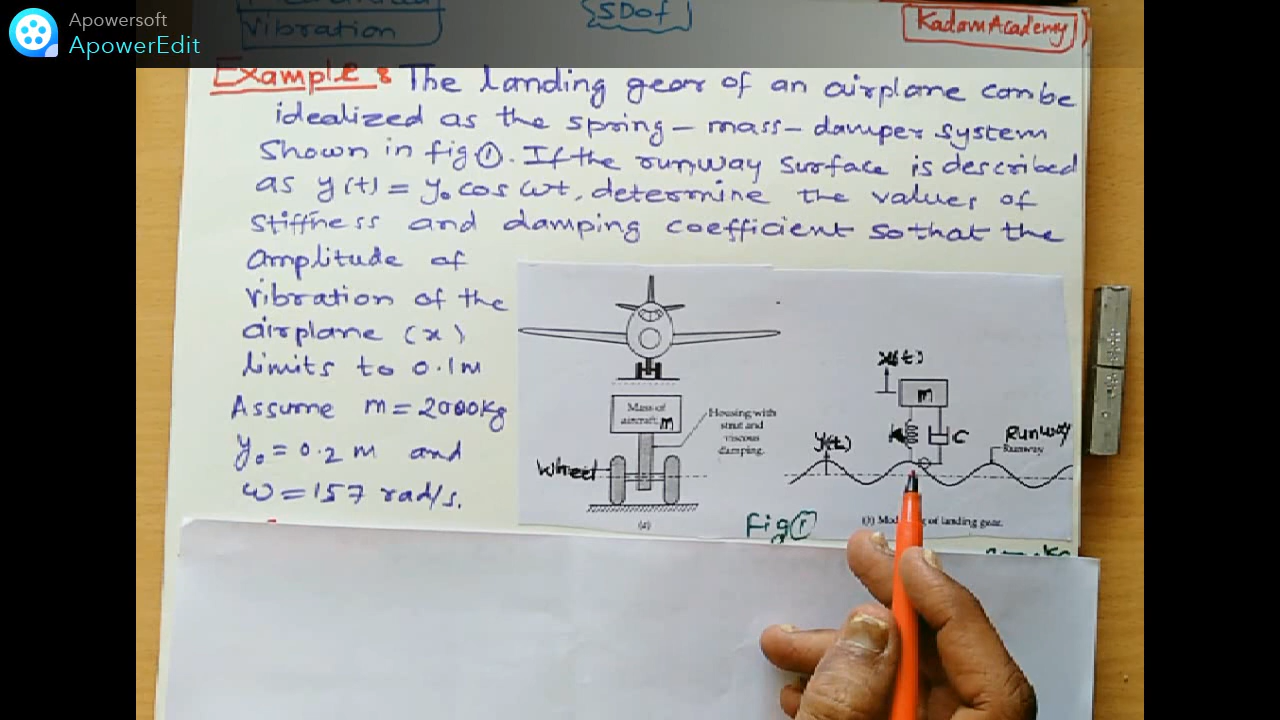 Apowersoft
ApowerEdit
Vibration
SDof
Kadam Academy
Example : The landing gear of an airplane can be
idealized as the spring – mass – damper system
shown in fig ①. If the runway surface is described
as y(t) = y₀ cos ωt, determine the values of
stiffness and damping coefficient so that the
amplitude of
vibration of the
airplane (x)
limits to 0.1m
Assume m = 2000kg
y₀ = 0.2 m and
ω = 157 rad/s.
Mass of
aircraft m
Housing with
strut and
viscous
damping
Wheel
(a)
x(t)
m
k
c
y(t)
Runway
Runway
Fig ①
of landing gear.